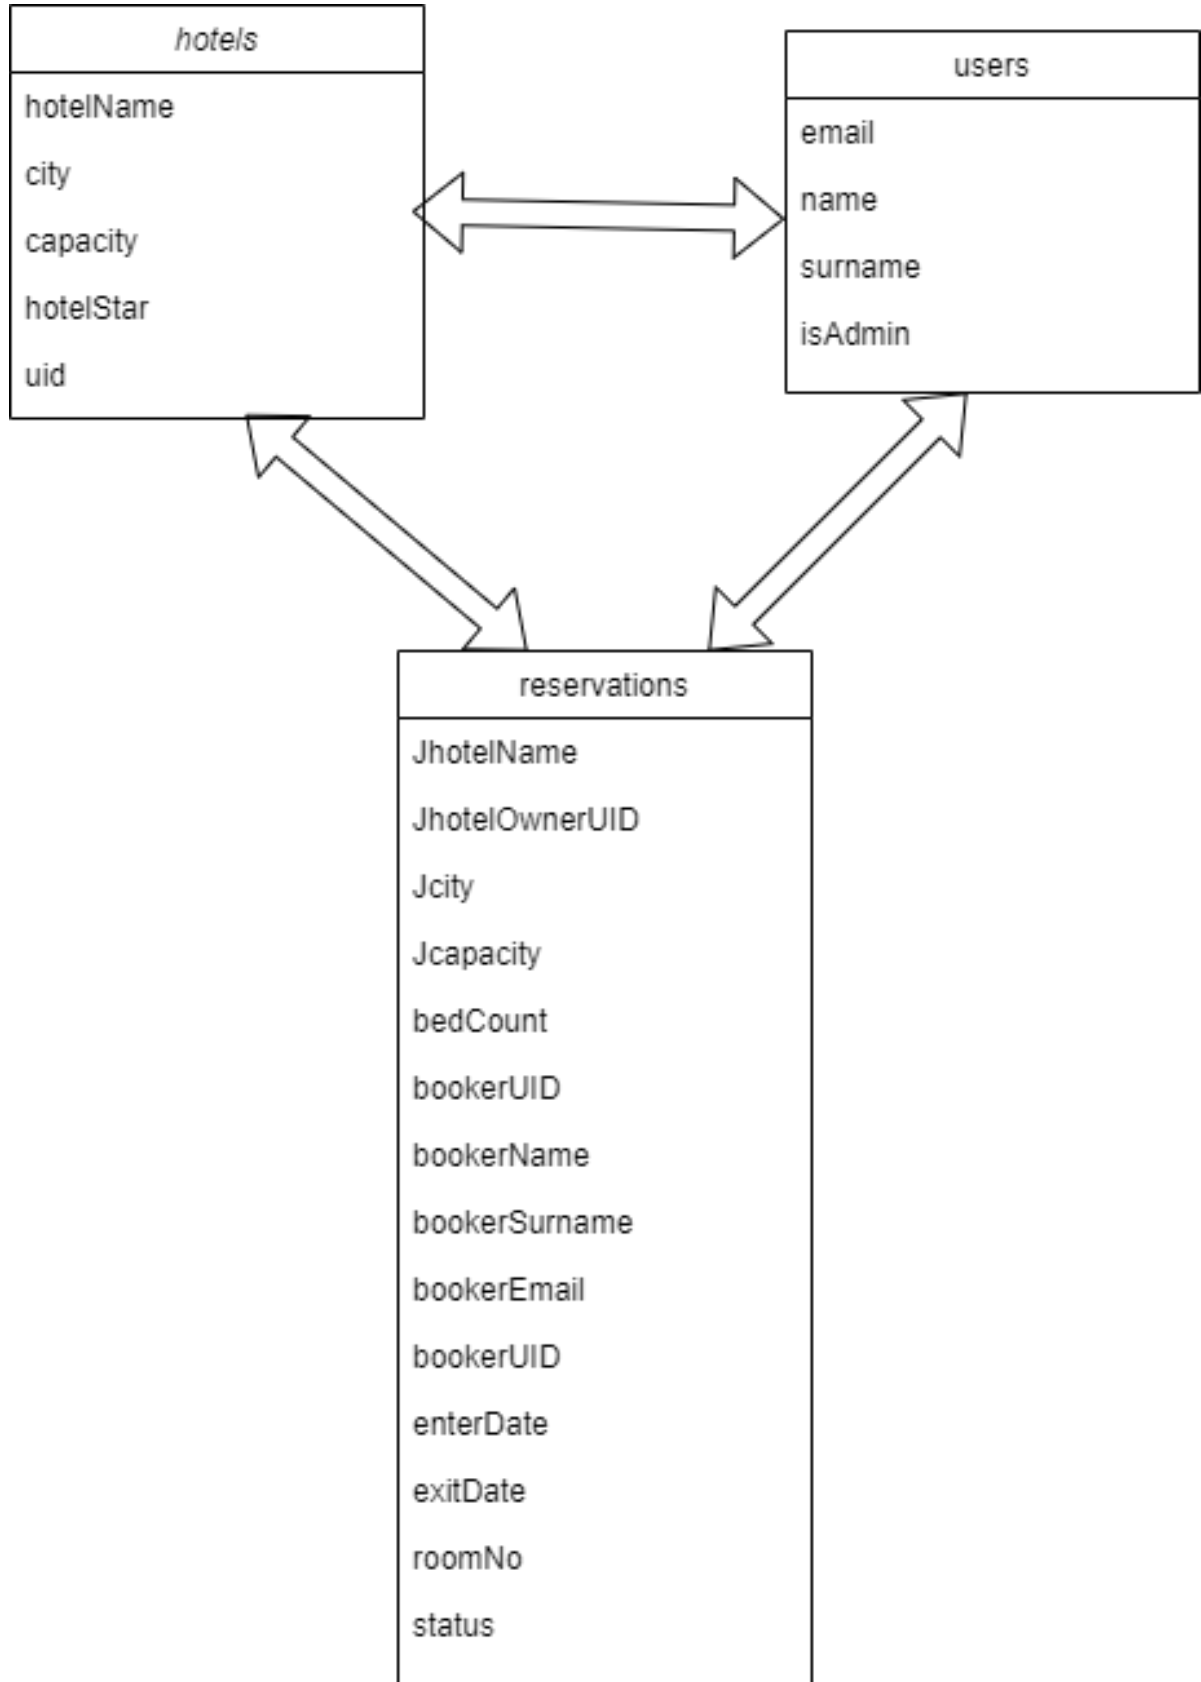 hotels
hotelName
city
capacity
hotelStar
uid
users
email
name
surname
isAdmin
reservations
JhotelName
JhotelOwnerUID
Jcity
Jcapacity
bedCount
bookerUID
bookerName
bookerSurname
bookerEmail
bookerUID
enterDate
exitDate
roomNo
status